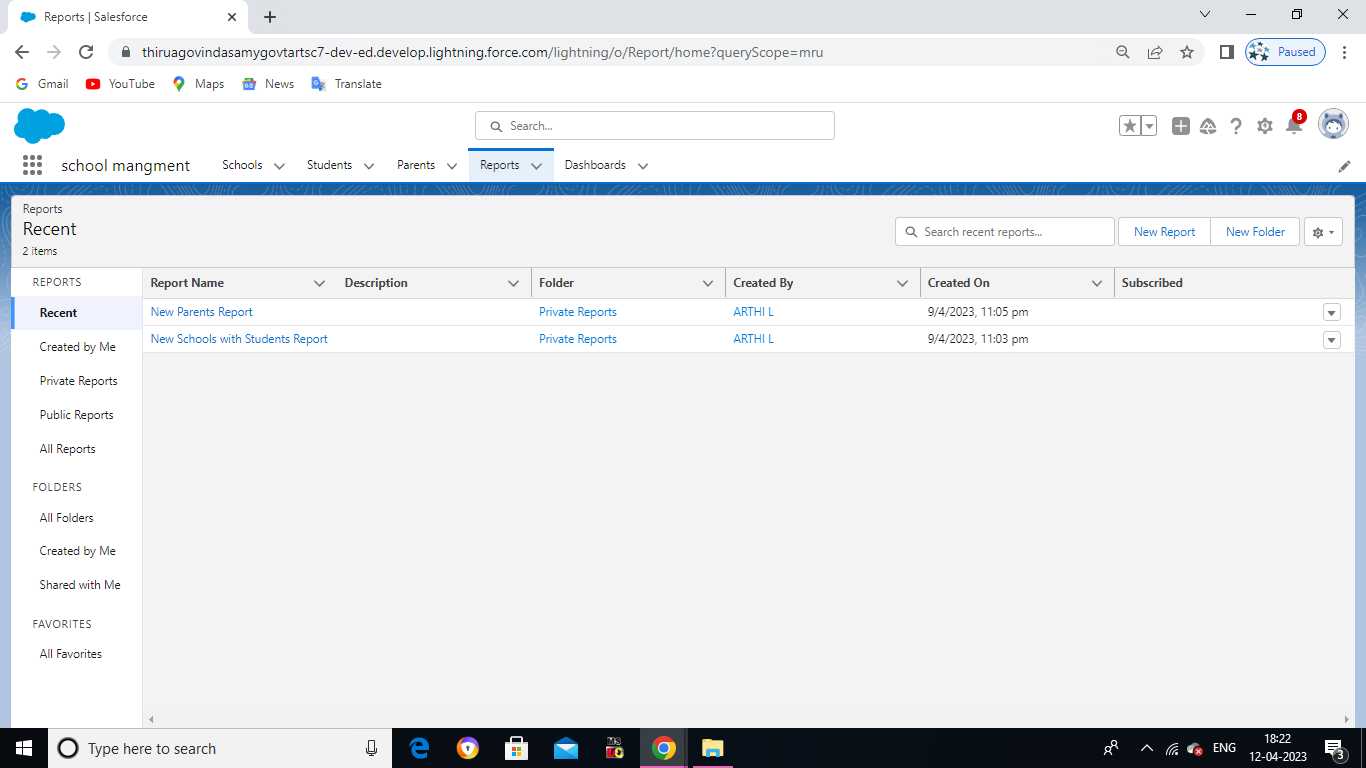 Reports | Salesforce
thiruagovindasamygovtartsc7-dev-ed.develop.lightning.force.com/lightning/o/Report/home?queryScope=mru
Paused
Gmail YouTube Maps News Translate
Search...
8
school mangment Schools Students Parents Reports Dashboards
Reports
Recent
2 items
Search recent reports...
New Report New Folder
REPORTS
Recent
Created by Me
Private Reports
Public Reports
All Reports
FOLDERS
All Folders
Created by Me
Shared with Me
FAVORITES
All Favorites
Report Name Description Folder Created By Created On Subscribed
New Parents Report Private Reports ARTHI L 9/4/2023, 11:05 pm
New Schools with Students Report Private Reports ARTHI L 9/4/2023, 11:03 pm
Type here to search
ENG
18:22
12-04-2023
3